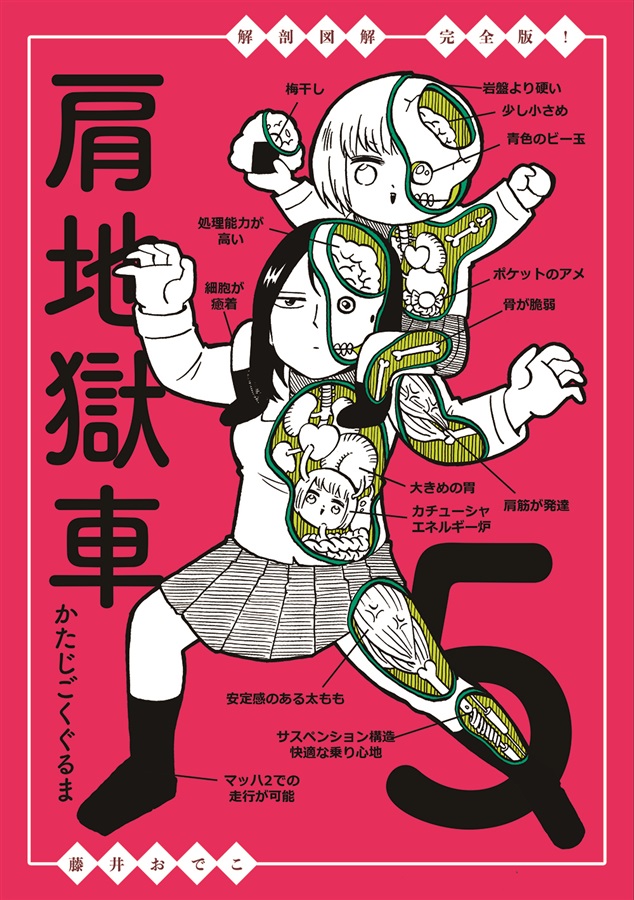 解剖図解 完全版!
肩地獄車
かたじごくぐるま
5
梅干し
岩盤より硬い
少し小さめ
青色のビー玉
処理能力が
高い
細胞が
癒着
ポケットのアメ
骨が脆弱
大きめの胃
カチューシャ
エネルギー炉
肩筋が発達
安定感のある太もも
サスペンション構造
快適な乗り心地
マッハ2での
走行が可能
藤井おでこ